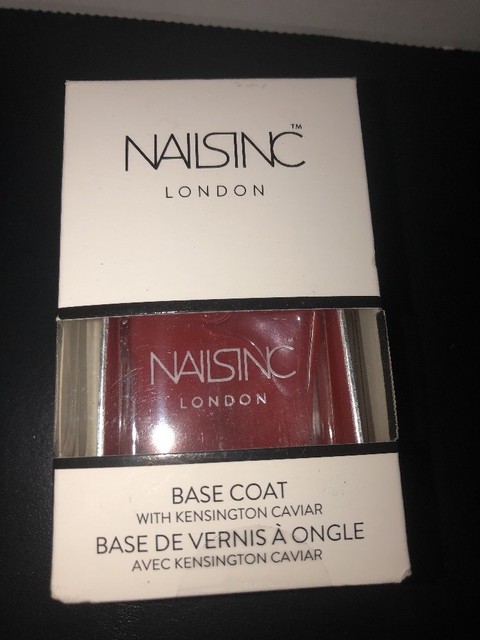 NAILSINC™
LONDON
NAILSINC
LONDON
BASE COAT
WITH KENSINGTON CAVIAR
BASE DE VERNIS À ONGLE
AVEC KENSINGTON CAVIAR